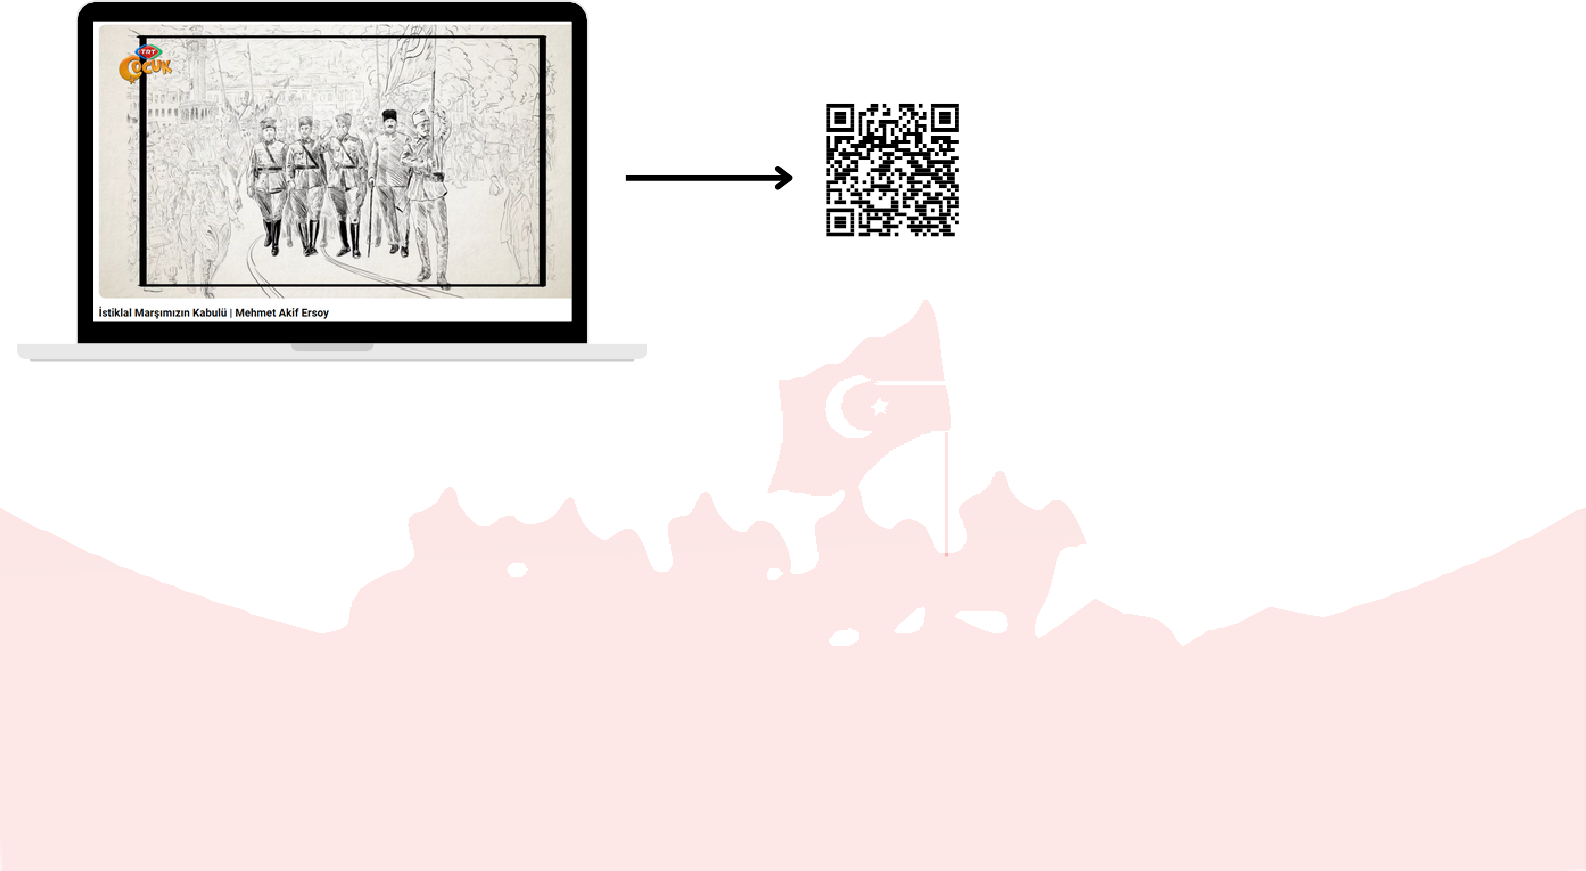 TRT
ÇOCUK
İstiklal Marşımızın Kabulü | Mehmet Akif Ersoy